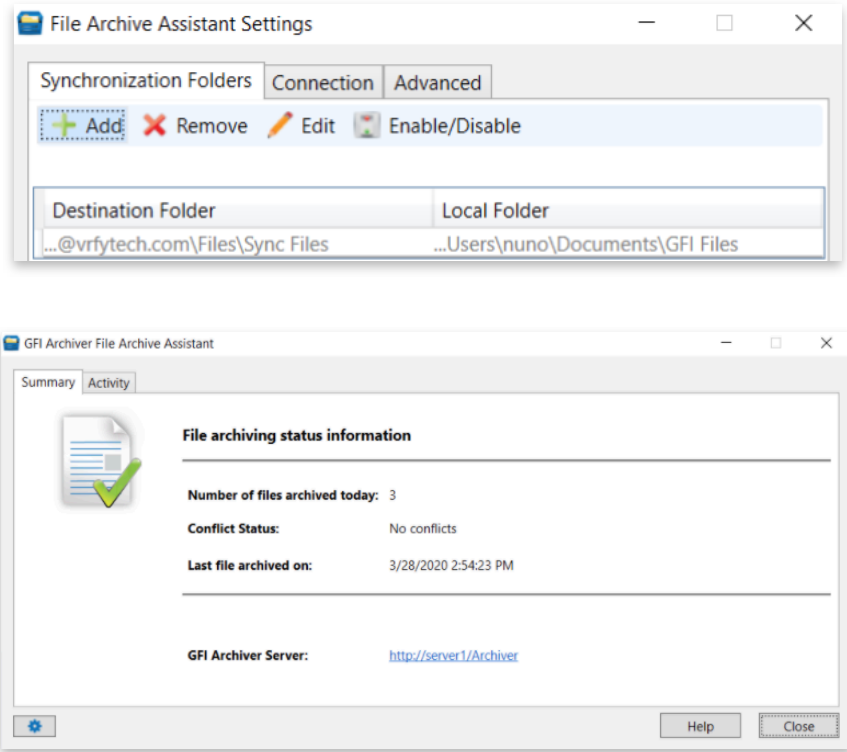 File Archive Assistant Settings
Synchronization Folders Connection Advanced
Add Remove Edit Enable/Disable
Destination Folder Local Folder
...@vrfytech.com\Files\Sync Files ...Users\nuno\Documents\GFI Files
GFI Archiver File Archive Assistant
Summary Activity
File archiving status information
Number of files archived today: 3
Conflict Status: No conflicts
Last file archived on: 3/28/2020 2:54:23 PM
GFI Archiver Server: http://server1/Archiver
Help Close